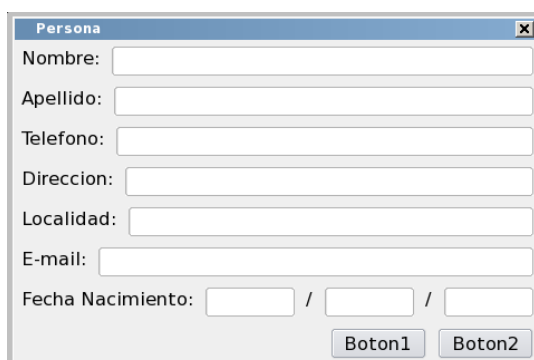 Persona
Nombre:
Apellido:
Telefono:
Direccion:
Localidad:
E-mail:
Fecha Nacimiento: / /
Boton1 Boton2